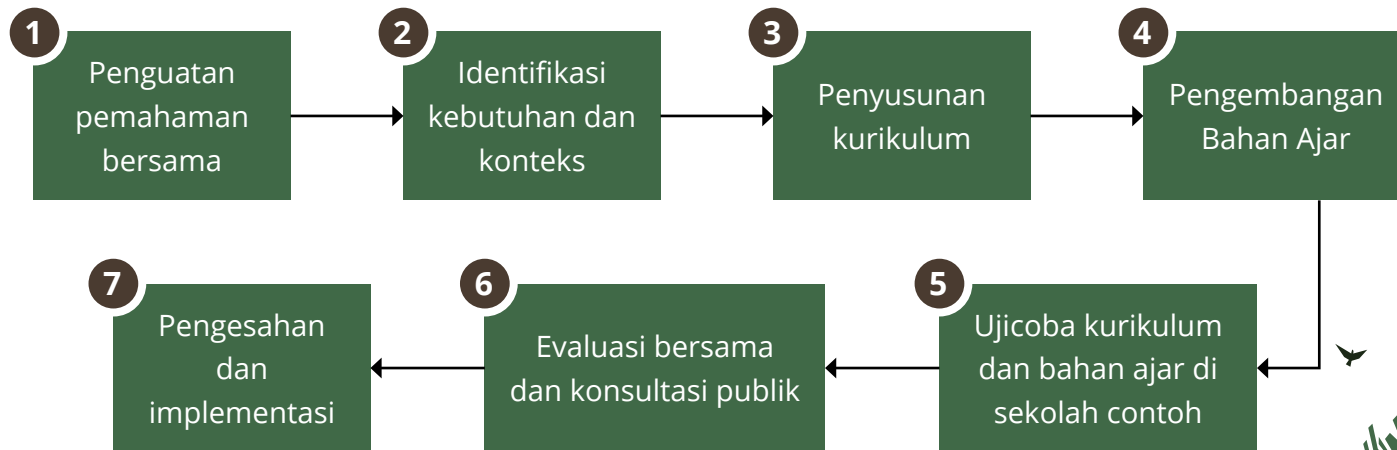 1
Penguatan
pemahaman
bersama
2
Identifikasi
kebutuhan dan
konteks
3
Penyusunan
kurikulum
4
Pengembangan
Bahan Ajar
5
Ujicoba kurikulum
dan bahan ajar di
sekolah contoh
6
Evaluasi bersama
dan konsultasi publik
7
Pengesahan
dan
implementasi